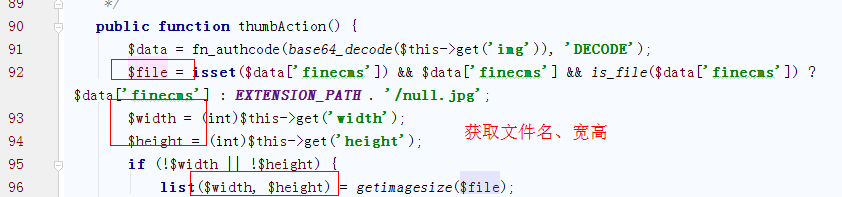 89 */
90 public function thumbAction() {
91 $data = fn_authcode(base64_decode($this->get('img')), 'DECODE');
92 $file = isset($data['finecms']) && $data['finecms'] && is_file($data['finecms']) ?
$data['finecms'] : EXTENSION_PATH . '/null.jpg';
93 $width = (int)$this->get('width');
94 $height = (int)$this->get('height');
获取文件名、宽高
95 if (!$width || !$height) {
96 list($width, $height) = getimagesize($file);